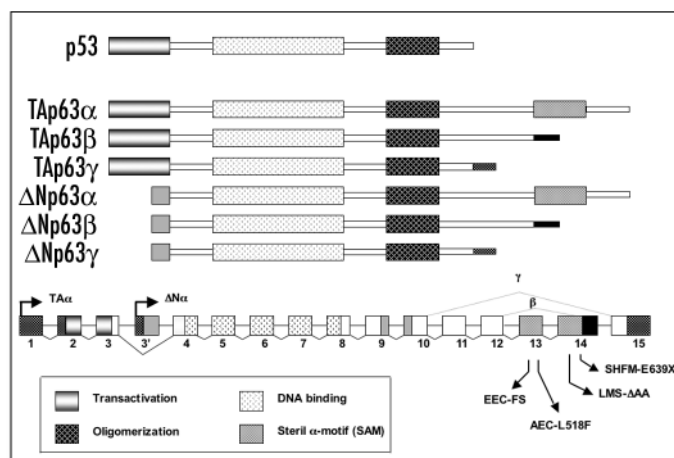 p53
TAp63α
TAp63β
TAp63γ
ΔNp63α
ΔNp63β
ΔNp63γ
γ
TAα
ΔNα
β
1 2 3 3' 4 5 6 7 8 9 10 11 12 13 14 15
SHFM-E639X
EEC-FS
LMS-ΔAA
AEC-L518F
Transactivation
DNA binding
Oligomerization
Steril α-motif (SAM)